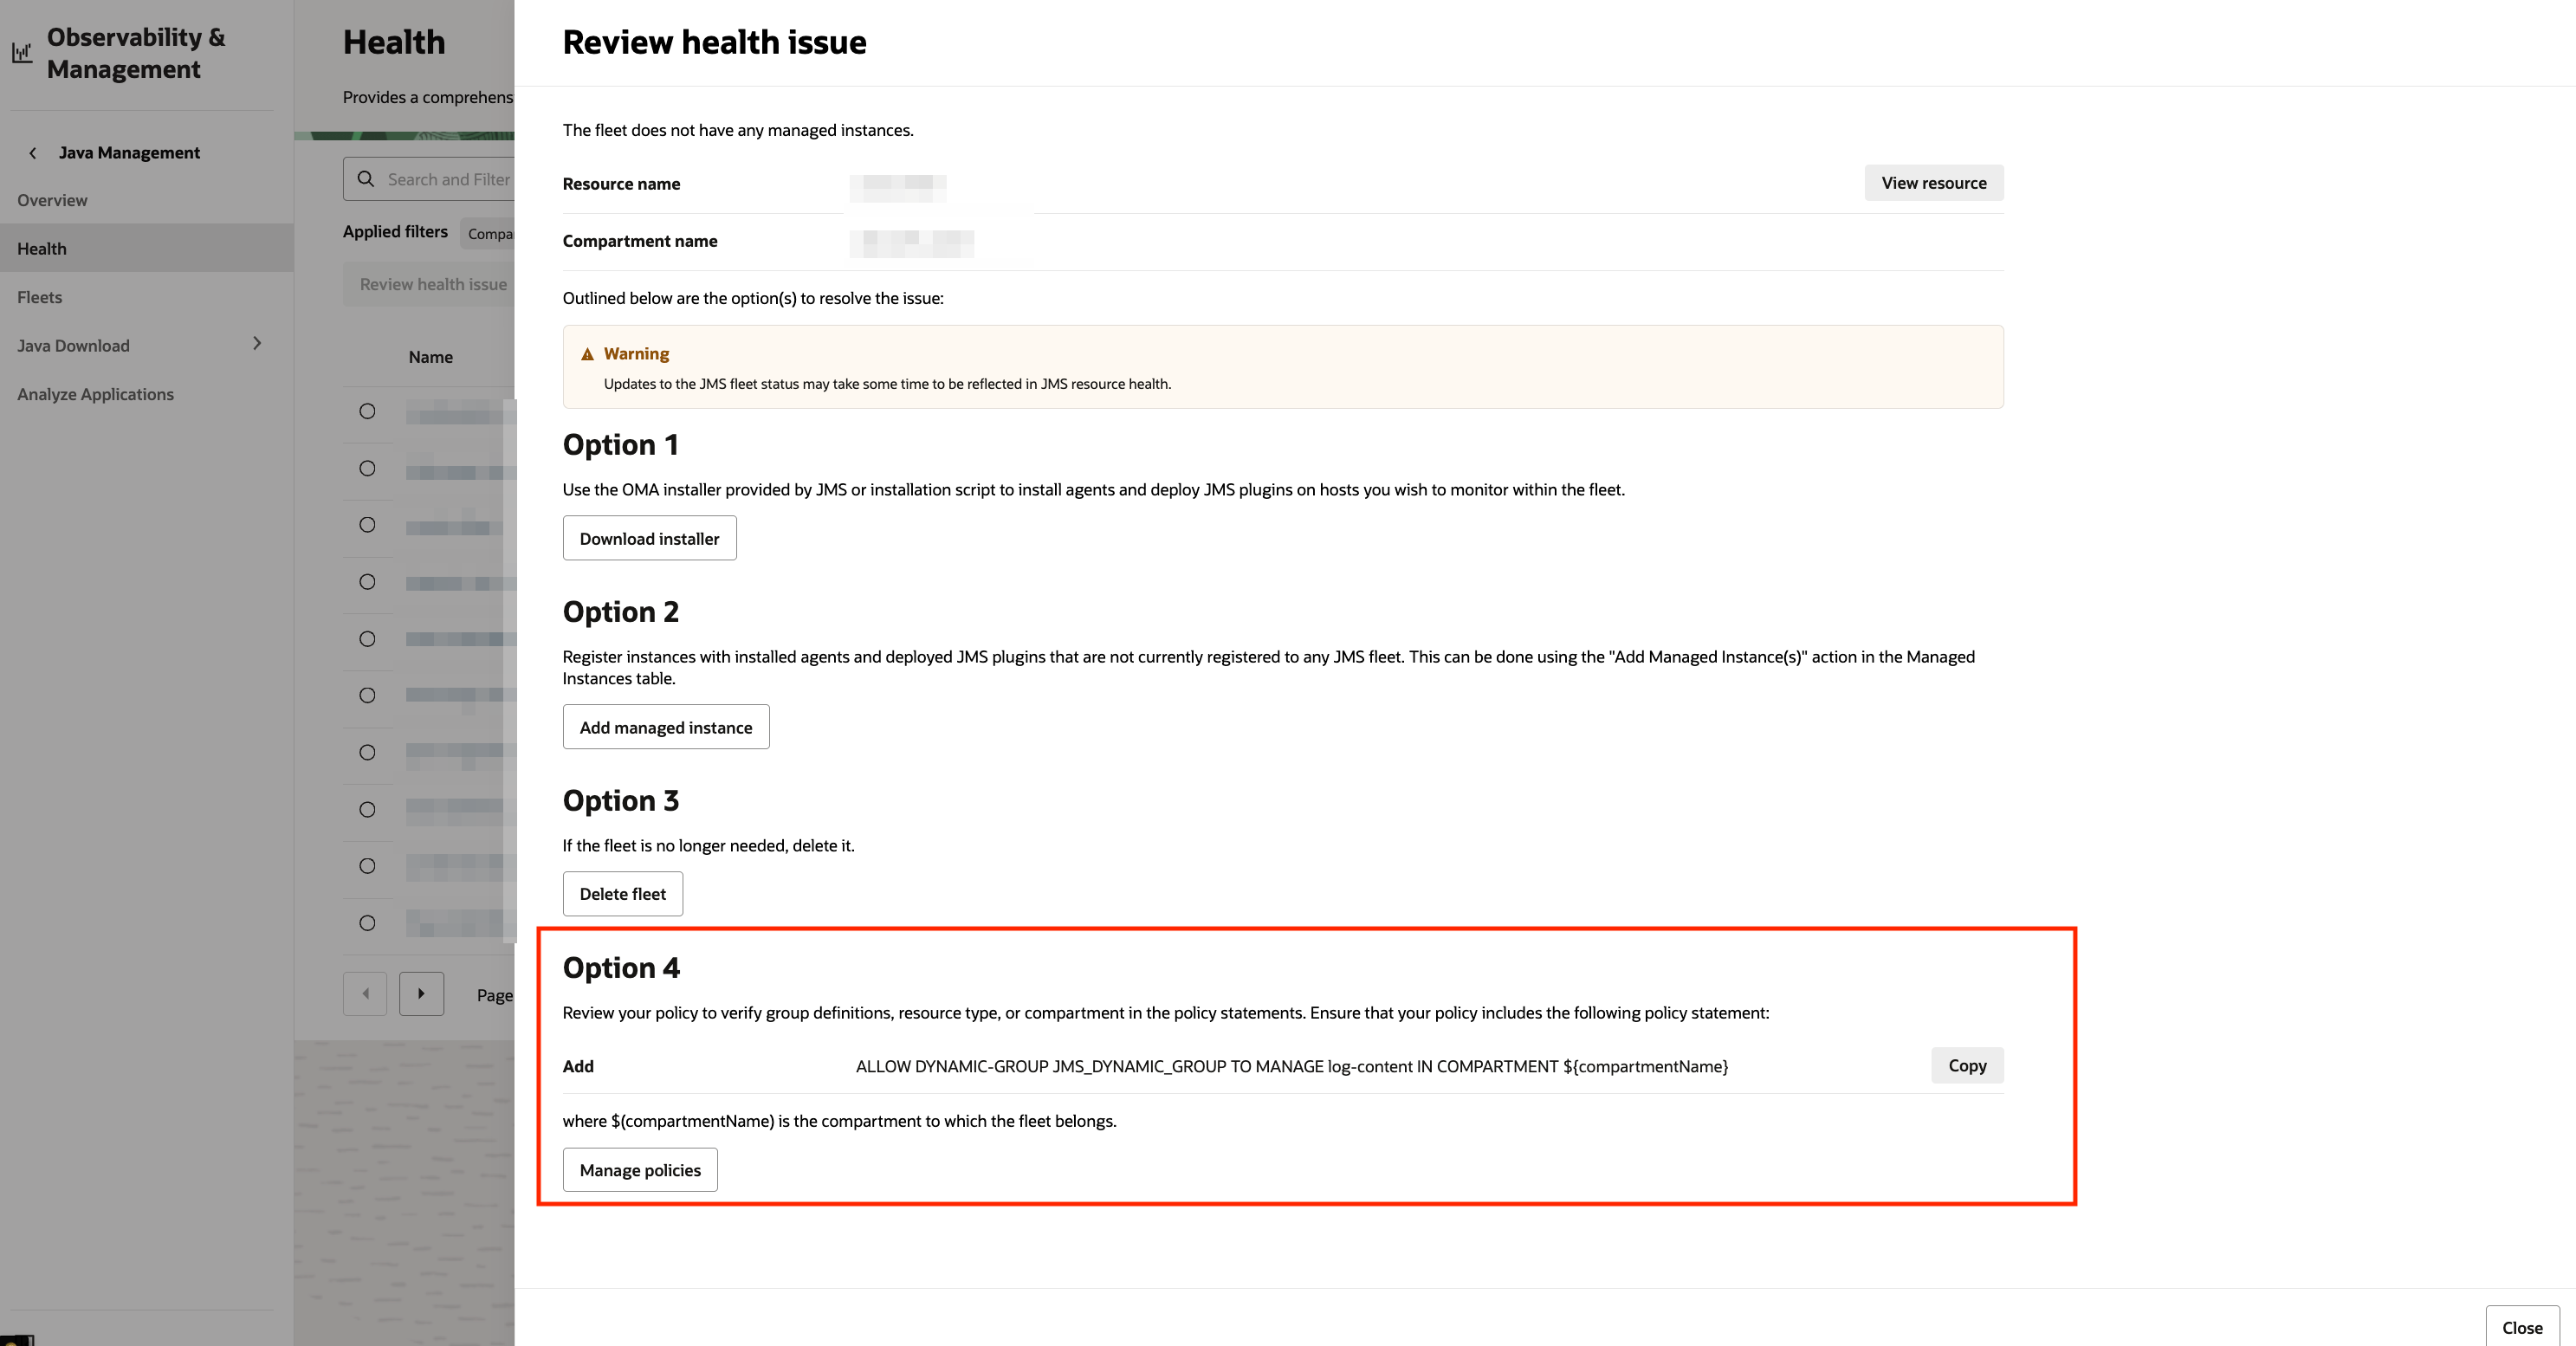 Observability &
Management
Java Management
Overview
Health
Fleets
Java Download
Analyze Applications
Health
Provides a comprehens
Search and Filter
Applied filters
Compa
Review health issue
Name
Page
Review health issue
The fleet does not have any managed instances.
Resource name
View resource
Compartment name
Outlined below are the option(s) to resolve the issue:
Warning
Updates to the JMS fleet status may take some time to be reflected in JMS resource health.
Option 1
Use the OMA installer provided by JMS or installation script to install agents and deploy JMS plugins on hosts you wish to monitor within the fleet.
Download installer
Option 2
Register instances with installed agents and deployed JMS plugins that are not currently registered to any JMS fleet. This can be done using the "Add Managed Instance(s)" action in the Managed
Instances table.
Add managed instance
Option 3
If the fleet is no longer needed, delete it.
Delete fleet
Option 4
Review your policy to verify group definitions, resource type, or compartment in the policy statements. Ensure that your policy includes the following policy statement:
Add
ALLOW DYNAMIC-GROUP JMS_DYNAMIC_GROUP TO MANAGE log-content IN COMPARTMENT ${compartmentName}
Copy
where $(compartmentName) is the compartment to which the fleet belongs.
Manage policies
Close